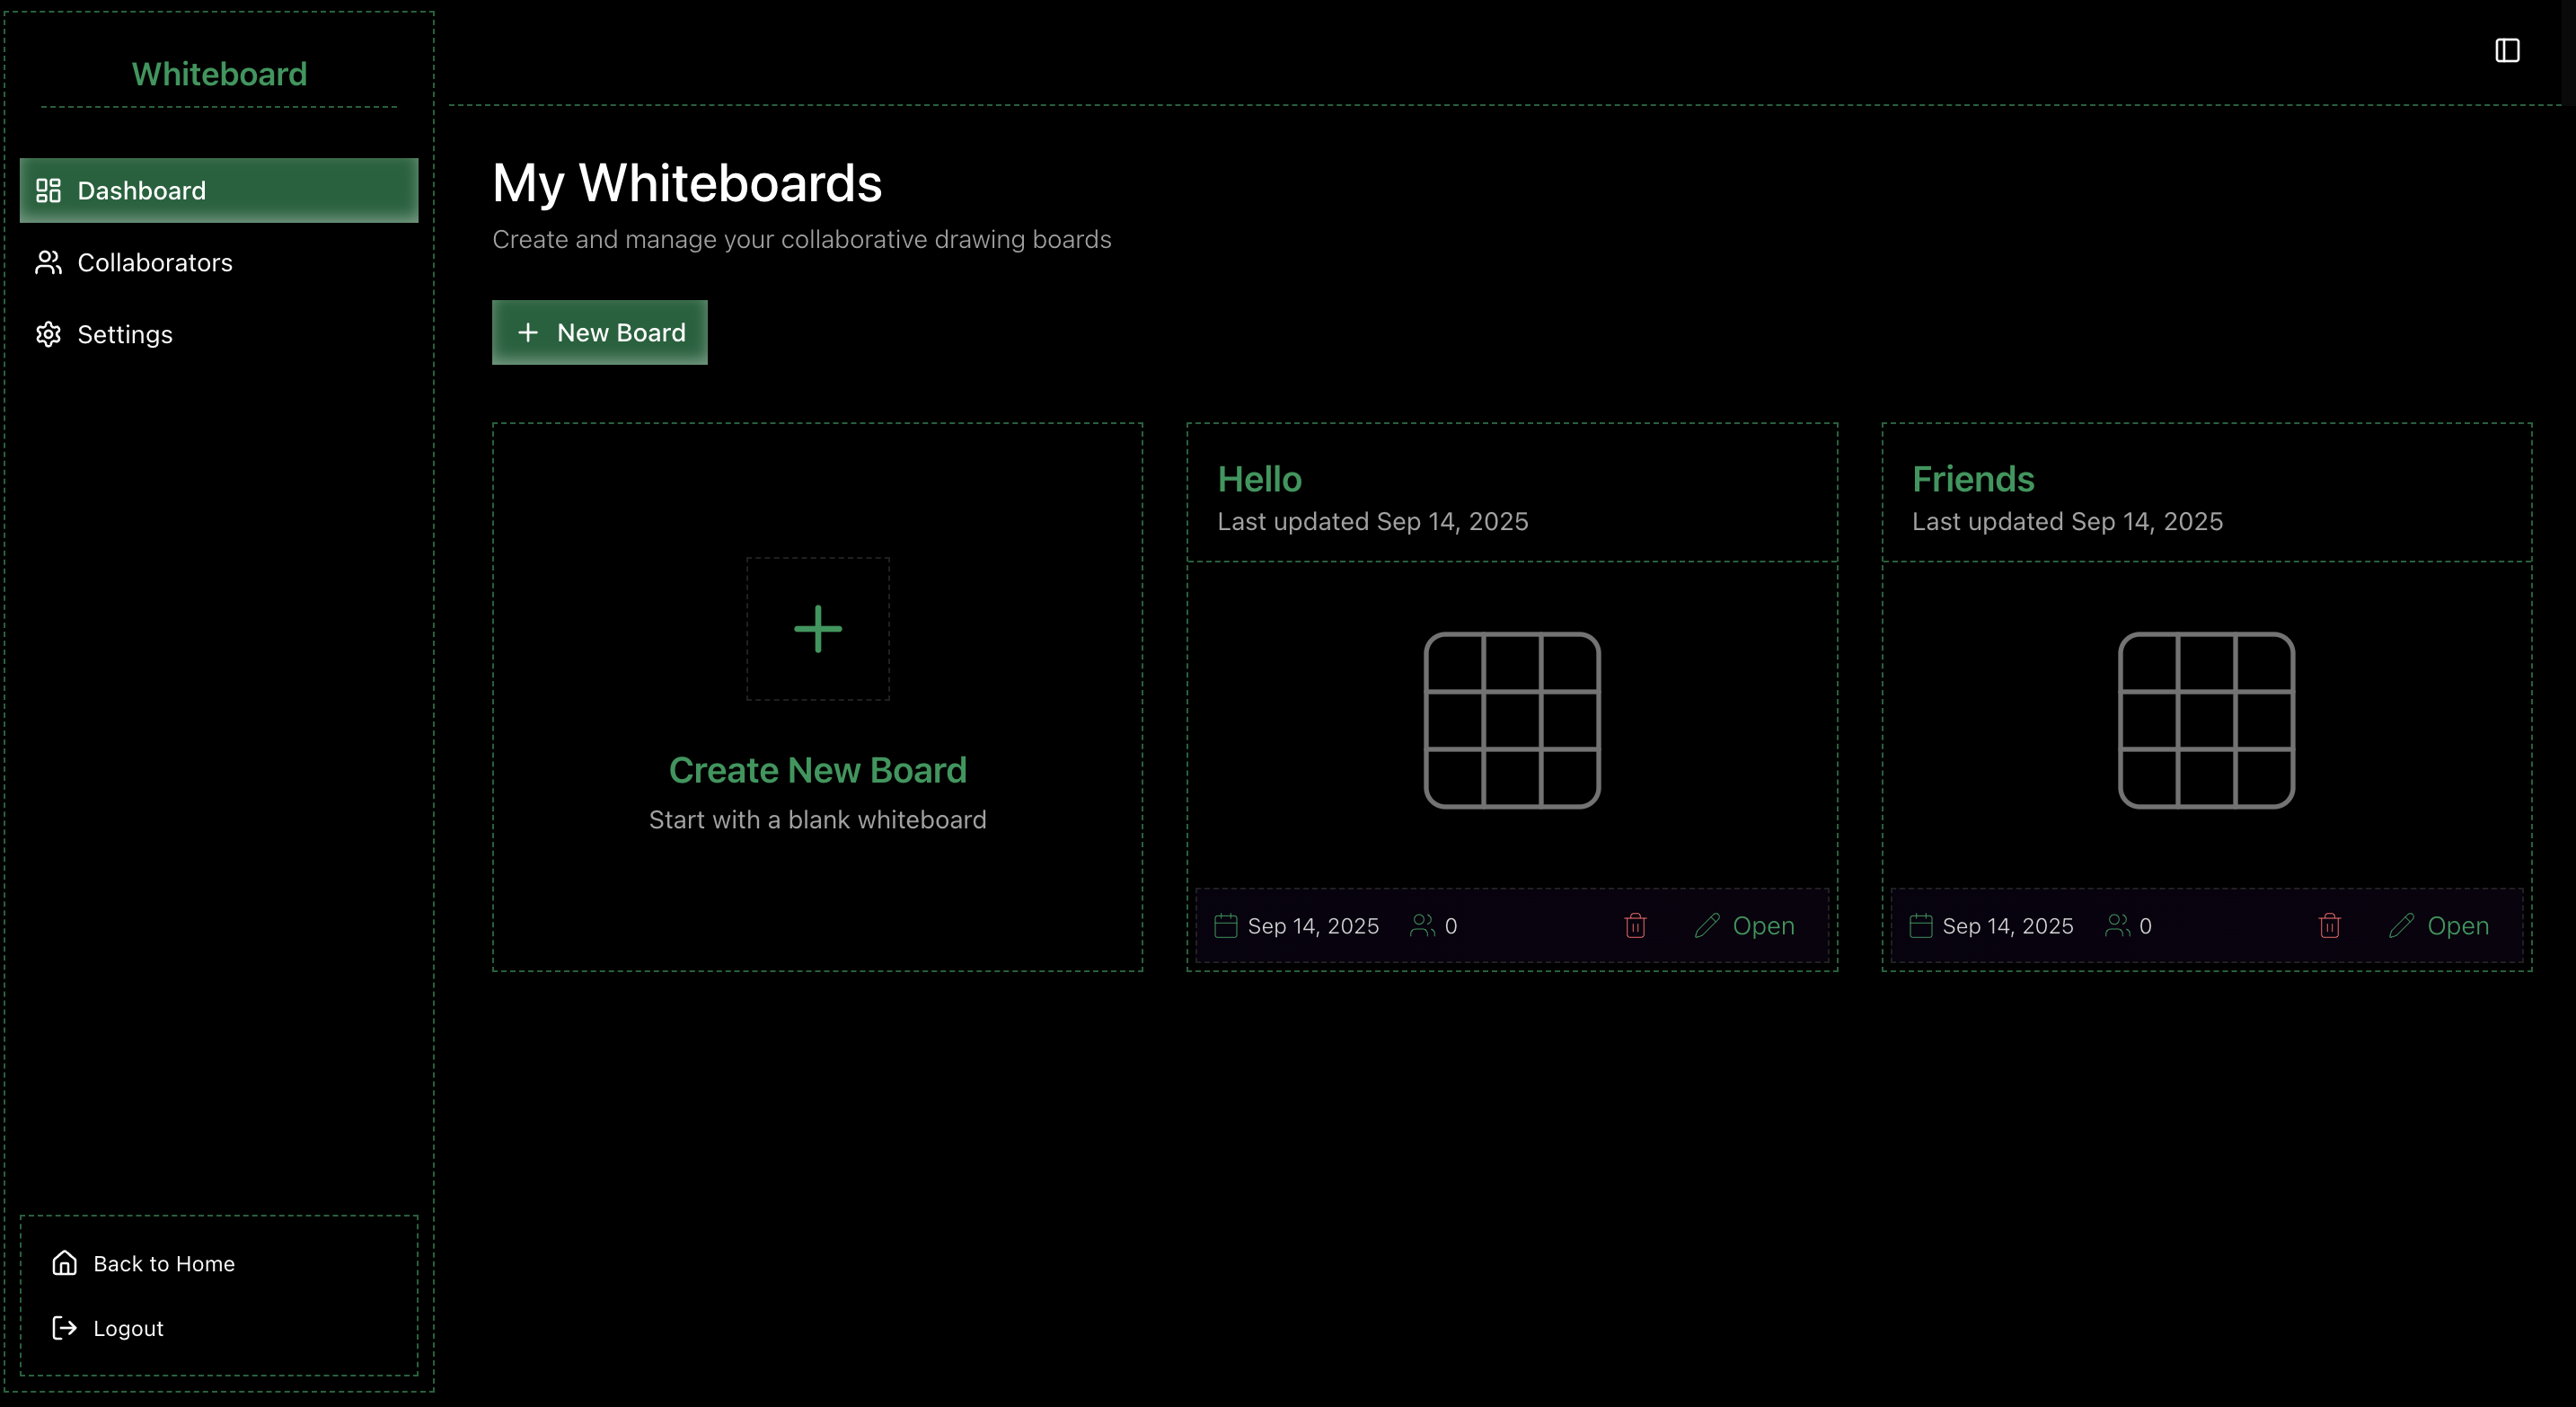 Whiteboard
Dashboard
Collaborators
Settings
Back to Home
Logout
My Whiteboards
Create and manage your collaborative drawing boards
New Board
Create New Board
Start with a blank whiteboard
Hello
Last updated Sep 14, 2025
Sep 14, 2025 0 Open
Friends
Last updated Sep 14, 2025
Sep 14, 2025 0 Open